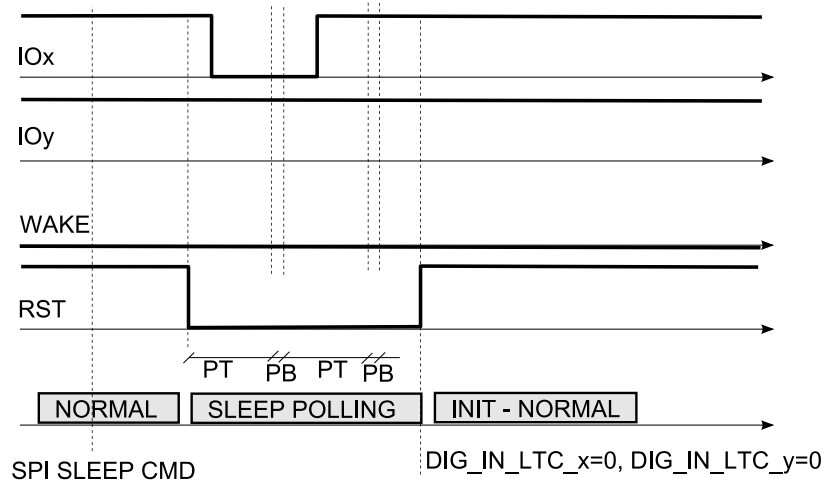 IOx
IOy
WAKE
RST
PT PB PT PB
NORMAL SLEEP POLLING INIT - NORMAL
SPI SLEEP CMD DIG_IN_LTC_x=0, DIG_IN_LTC_y=0